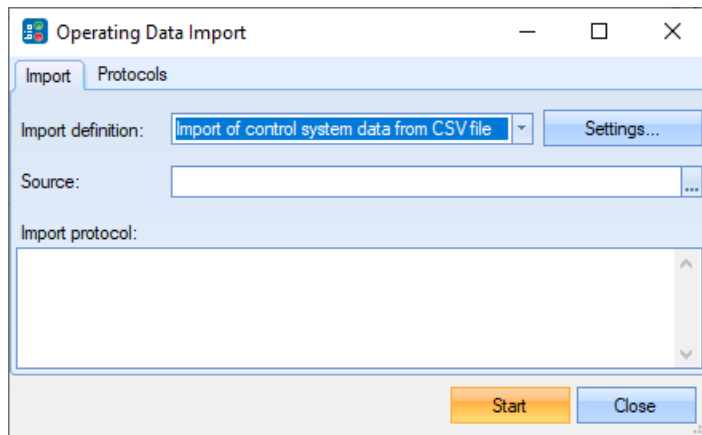 Operating Data Import
Import Protocols
Import definition: Import of control system data from CSV file Settings...
Source: ...
Import protocol:
Start Close